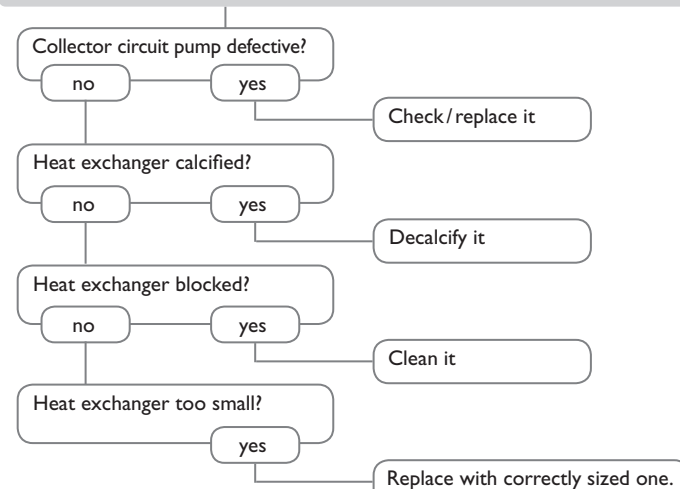 Collector circuit pump defective?
no
yes
Check / replace it
Heat exchanger calcified?
no
yes
Decalcify it
Heat exchanger blocked?
no
yes
Clean it
Heat exchanger too small?
yes
Replace with correctly sized one.